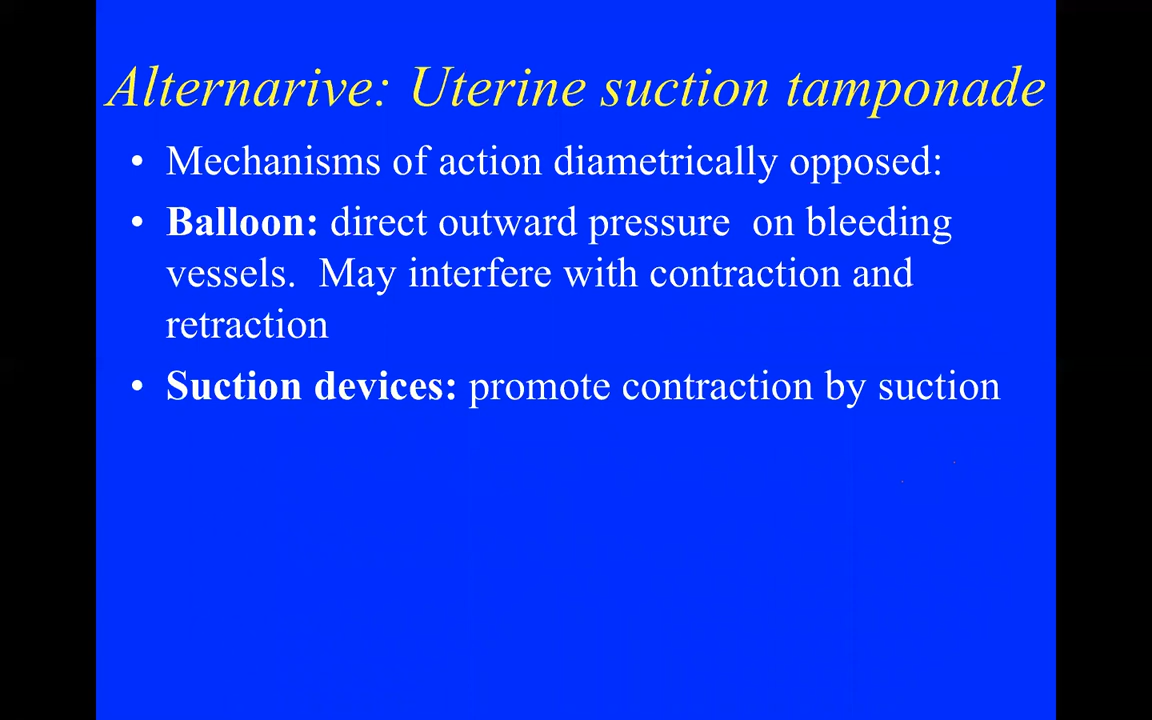 Alternarive: Uterine suction tamponade
• Mechanisms of action diametrically opposed:
• Balloon: direct outward pressure  on bleeding
vessels.  May interfere with contraction and
retraction
• Suction devices: promote contraction by suction